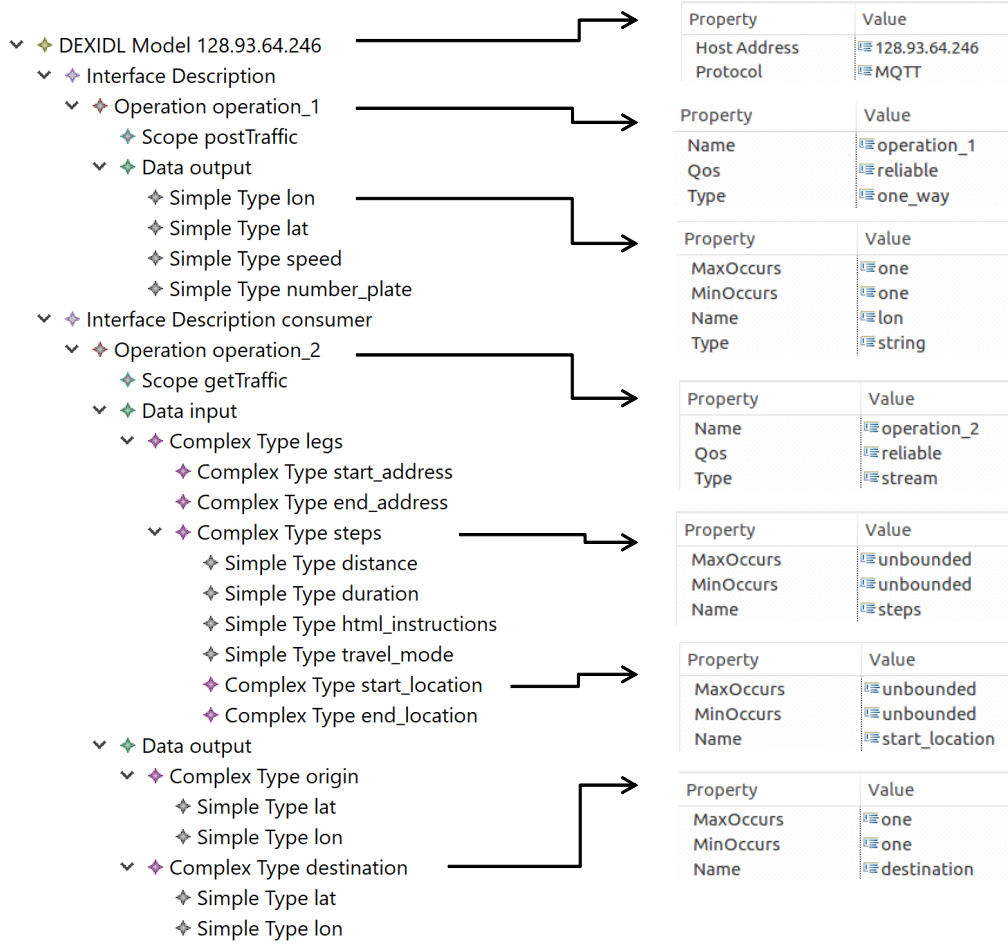 DEXIDL Model 128.93.64.246
Interface Description
Operation operation_1
Scope postTraffic
Data output
Simple Type lon
Simple Type lat
Simple Type speed
Simple Type number_plate
Interface Description consumer
Operation operation_2
Scope getTraffic
Data input
Complex Type legs
Complex Type start_address
Complex Type end_address
Complex Type steps
Simple Type distance
Simple Type duration
Simple Type html_instructions
Simple Type travel_mode
Complex Type start_location
Complex Type end_location
Data output
Complex Type origin
Simple Type lat
Simple Type lon
Complex Type destination
Simple Type lat
Simple Type lon
Property Value
Host Address 128.93.64.246
Protocol MQTT
Property Value
Name operation_1
Qos reliable
Type one_way
Property Value
MaxOccurs one
MinOccurs one
Name lon
Type string
Property Value
Name operation_2
Qos reliable
Type stream
Property Value
MaxOccurs unbounded
MinOccurs unbounded
Name steps
Property Value
MaxOccurs unbounded
MinOccurs unbounded
Name start_location
Property Value
MaxOccurs one
MinOccurs one
Name destination